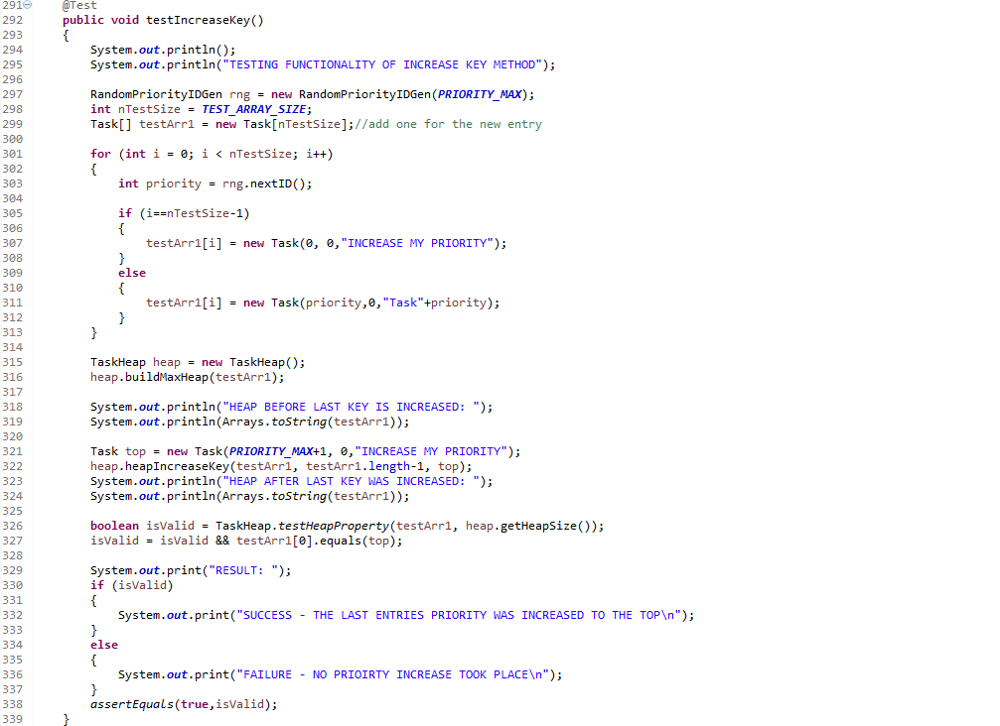 291 @Test
292 public void testIncreaseKey()
293 {
294 System.out.println();
295 System.out.println("TESTING FUNCTIONALITY OF INCREASE KEY METHOD");
296
297 RandomPriorityIDGen rng = new RandomPriorityIDGen(PRIORITY_MAX);
298 int nTestSize = TEST_ARRAY_SIZE;
299 Task[] testArr1 = new Task[nTestSize];//add one for the new entry
300
301 for (int i = 0; i < nTestSize; i++)
302 {
303 int priority = rng.nextID();
304
305 if (i==nTestSize-1)
306 {
307 testArr1[i] = new Task(0, 0,"INCREASE MY PRIORITY");
308 }
309 else
310 {
311 testArr1[i] = new Task(priority,0,"Task"+priority);
312 }
313 }
314
315 TaskHeap heap = new TaskHeap();
316 heap.buildMaxHeap(testArr1);
317
318 System.out.println("HEAP BEFORE LAST KEY IS INCREASED: ");
319 System.out.println(Arrays.toString(testArr1));
320
321 Task top = new Task(PRIORITY_MAX+1, 0,"INCREASE MY PRIORITY");
322 heap.heapIncreaseKey(testArr1, testArr1.length-1, top);
323 System.out.println("HEAP AFTER LAST KEY WAS INCREASED: ");
324 System.out.println(Arrays.toString(testArr1));
325
326 boolean isValid = TaskHeap.testHeapProperty(testArr1, heap.getHeapSize());
327 isValid = isValid && testArr1[0].equals(top);
328
329 System.out.print("RESULT: ");
330 if (isValid)
331 {
332 System.out.print("SUCCESS - THE LAST ENTRIES PRIORITY WAS INCREASED TO THE TOP\n");
333 }
334 else
335 {
336 System.out.print("FAILURE - NO PRIOIRTY INCREASE TOOK PLACE\n");
337 }
338 assertEquals(true,isValid);
339 }